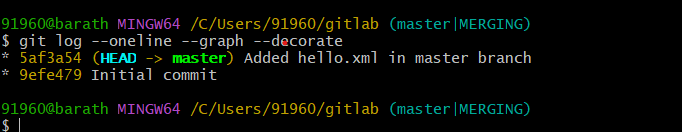 91960@barath MINGW64 /C/Users/91960/gitlab (master|MERGING)
$ git log --oneline --graph --decorate
* 5af3a54 (HEAD -> master) Added hello.xml in master branch
* 9efe479 Initial commit
91960@barath MINGW64 /C/Users/91960/gitlab (master|MERGING)
$